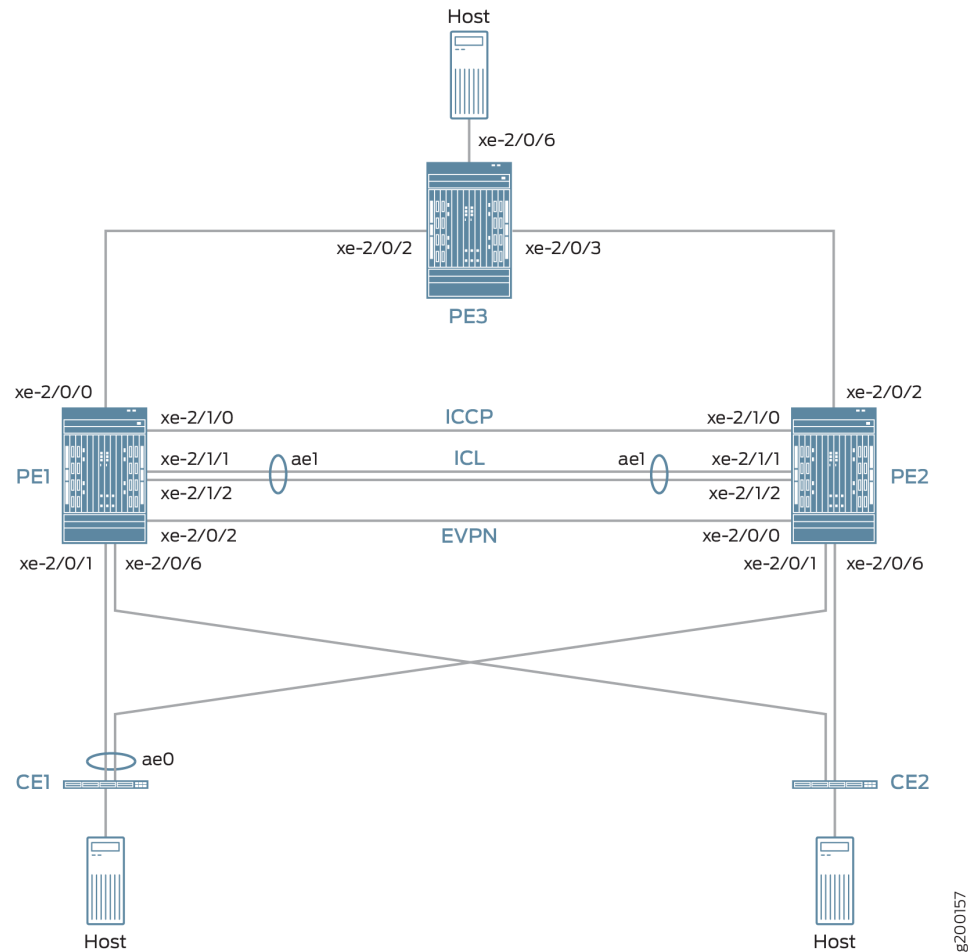 Host
xe-2/0/6
xe-2/0/2
xe-2/0/3
PE3
xe-2/0/0
xe-2/0/2
xe-2/1/0
ICCP
xe-2/1/0
PE1
xe-2/1/1
ae1
ICL
ae1
xe-2/1/1
PE2
xe-2/1/2
xe-2/1/2
xe-2/0/2
EVPN
xe-2/0/0
xe-2/0/1
xe-2/0/6
xe-2/0/1
xe-2/0/6
ae0
CE1
CE2
Host
Host
g200157